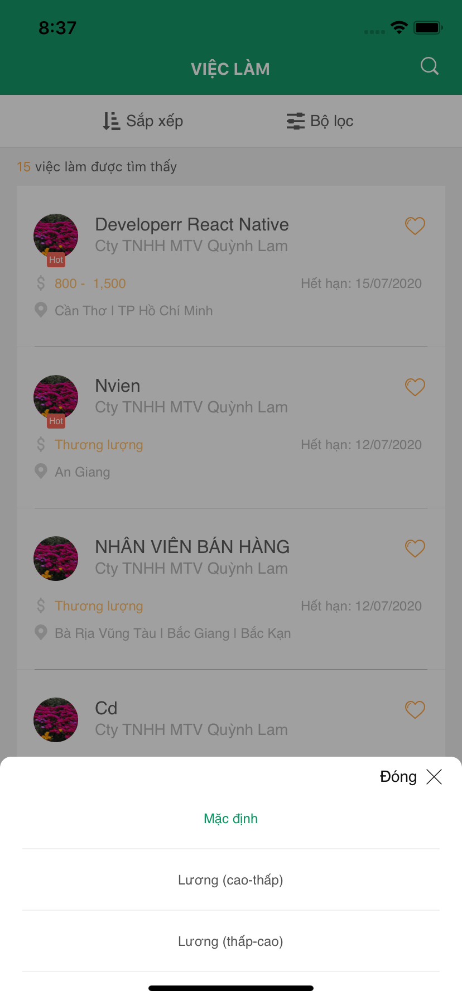 8:37
VIỆC LÀM
Sắp xếp
Bộ lọc
15 việc làm được tìm thấy
Developerr React Native
Cty TNHH MTV Quỳnh Lam
Hot
800 - 1,500
Hết hạn: 15/07/2020
Cần Thơ | TP Hồ Chí Minh
Nvien
Cty TNHH MTV Quỳnh Lam
Hot
Thương lượng
Hết hạn: 12/07/2020
An Giang
NHÂN VIÊN BÁN HÀNG
Cty TNHH MTV Quỳnh Lam
Thương lượng
Hết hạn: 12/07/2020
Bà Rịa Vũng Tàu | Bắc Giang | Bắc Kạn
Cd
Cty TNHH MTV Quỳnh Lam
Đóng
Mặc định
Lương (cao-thấp)
Lương (thấp-cao)